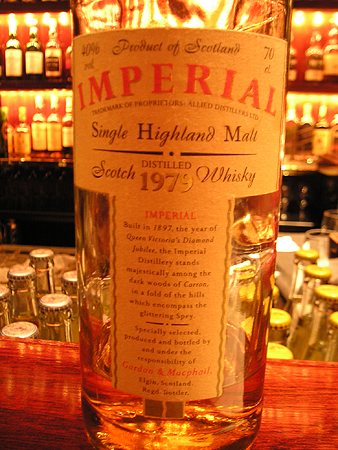 40% Product of Scotland 70
vol. cl.
IMPERIAL
TRADEMARK OF PROPRIETORS: ALLIED DISTILLERS LTD
Single Highland Malt
DISTILLED
Scotch 1979 Whisky
IMPERIAL
Built in 1897, the year of
Queen Victoria's Diamond
Jubilee, the Imperial
Distillery stands
majestically among the
dark woods of Carron,
in a fold of the hills
which encompass the
glittering Spey.
Specially selected,
produced and bottled by
and under the
responsibility of
Gordon & Macphail,
Elgin, Scotland.
Regd. Bottler.